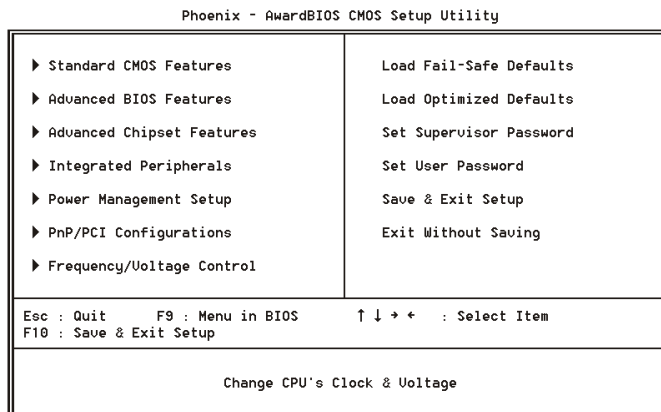 Phoenix - AwardBIOS CMOS Setup Utility
▶ Standard CMOS Features
▶ Advanced BIOS Features
▶ Advanced Chipset Features
▶ Integrated Peripherals
▶ Power Management Setup
▶ PnP/PCI Configurations
▶ Frequency/Voltage Control
Load Fail-Safe Defaults
Load Optimized Defaults
Set Supervisor Password
Set User Password
Save & Exit Setup
Exit Without Saving
Esc : Quit F9 : Menu in BIOS ↑ ↓ → ← : Select Item
F10 : Save & Exit Setup
Change CPU's Clock & Voltage